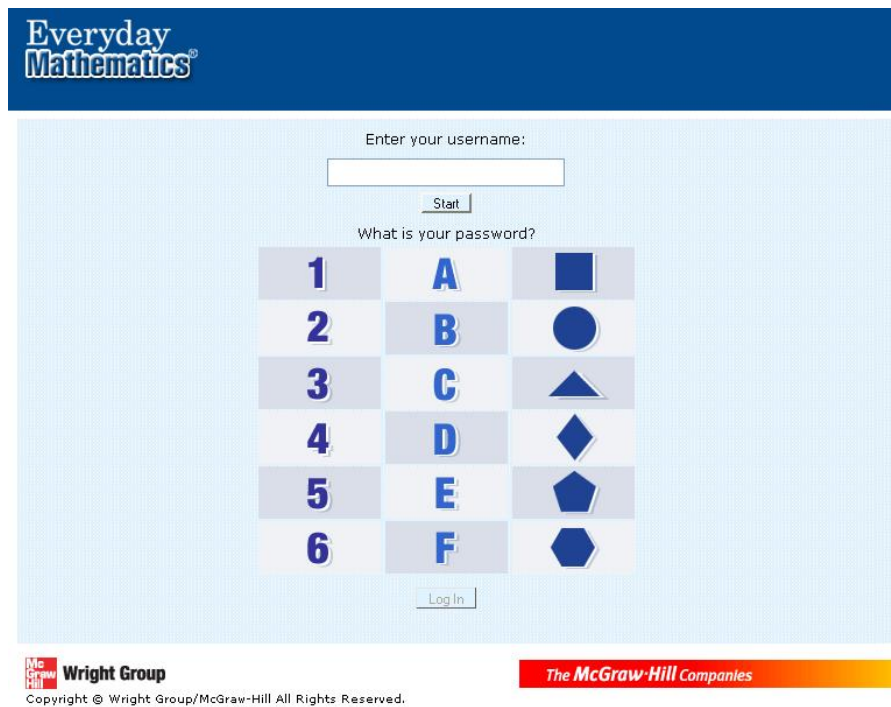 Everyday
Mathematics®
Enter your username:
Start
What is your password?
1 A
2 B
3 C
4 D
5 E
6 F
Log In
Mc Graw Hill Wright Group
The McGraw·Hill Companies
Copyright © Wright Group/McGraw-Hill All Rights Reserved.